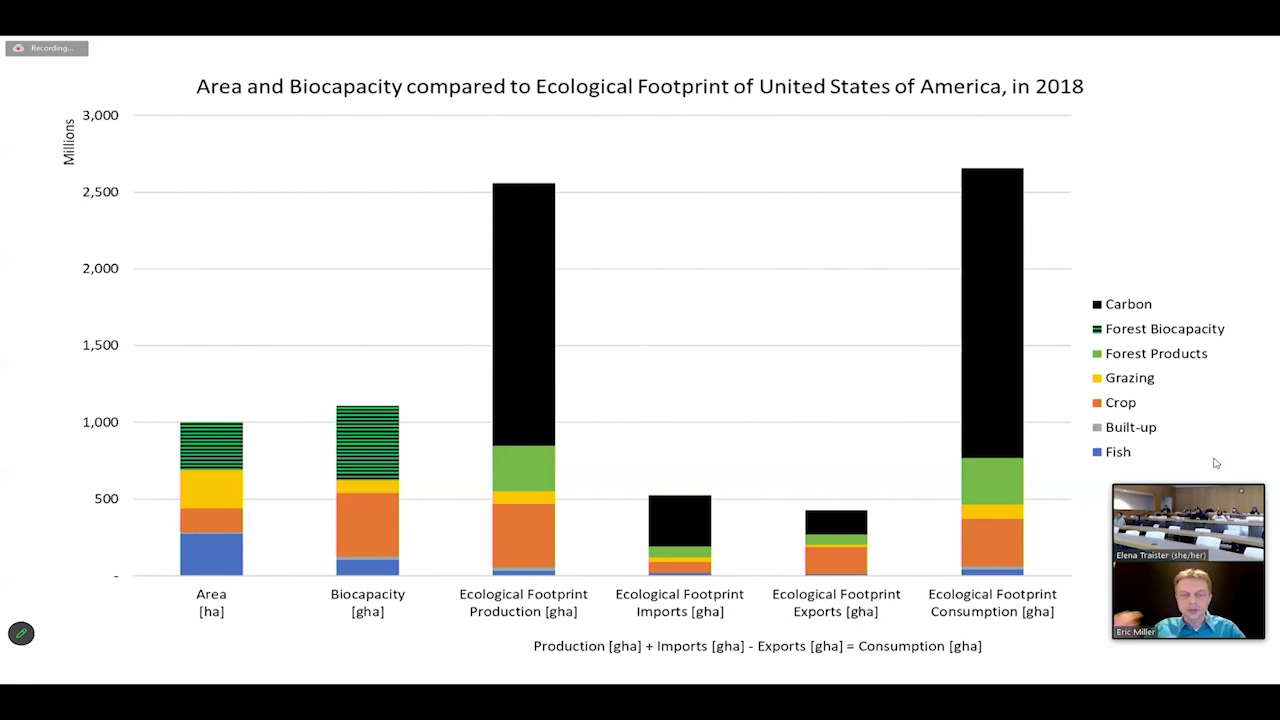 Recording...
Area and Biocapacity compared to Ecological Footprint of United States of America, in 2018
Millions
3,000
2,500
2,000
1,500
1,000
500
-
Area
[ha]
Biocapacity
[gha]
Ecological Footprint
Production [gha]
Ecological Footprint
Imports [gha]
Ecological Footprint
Exports [gha]
Ecological Footprint
Consumption [gha]
Production [gha] + Imports [gha] - Exports [gha] = Consumption [gha]
Carbon
Forest Biocapacity
Forest Products
Grazing
Crop
Built-up
Fish
Elena Traister (she/her)
Eric Miller